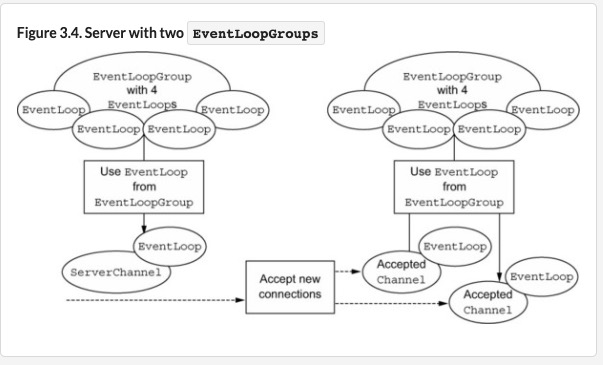 Figure 3.4. Server with two EventLoopGroups
EventLoopGroup
with 4
EventLoops
EventLoop
EventLoop
EventLoop
EventLoop
Use EventLoop
from
EventLoopGroup
EventLoop
ServerChannel
Accept new
connections
EventLoopGroup
with 4
EventLoops
EventLoop
EventLoop
EventLoop
EventLoop
Use EventLoop
from
EventLoopGroup
EventLoop
Accepted
Channel
EventLoop
Accepted
Channel